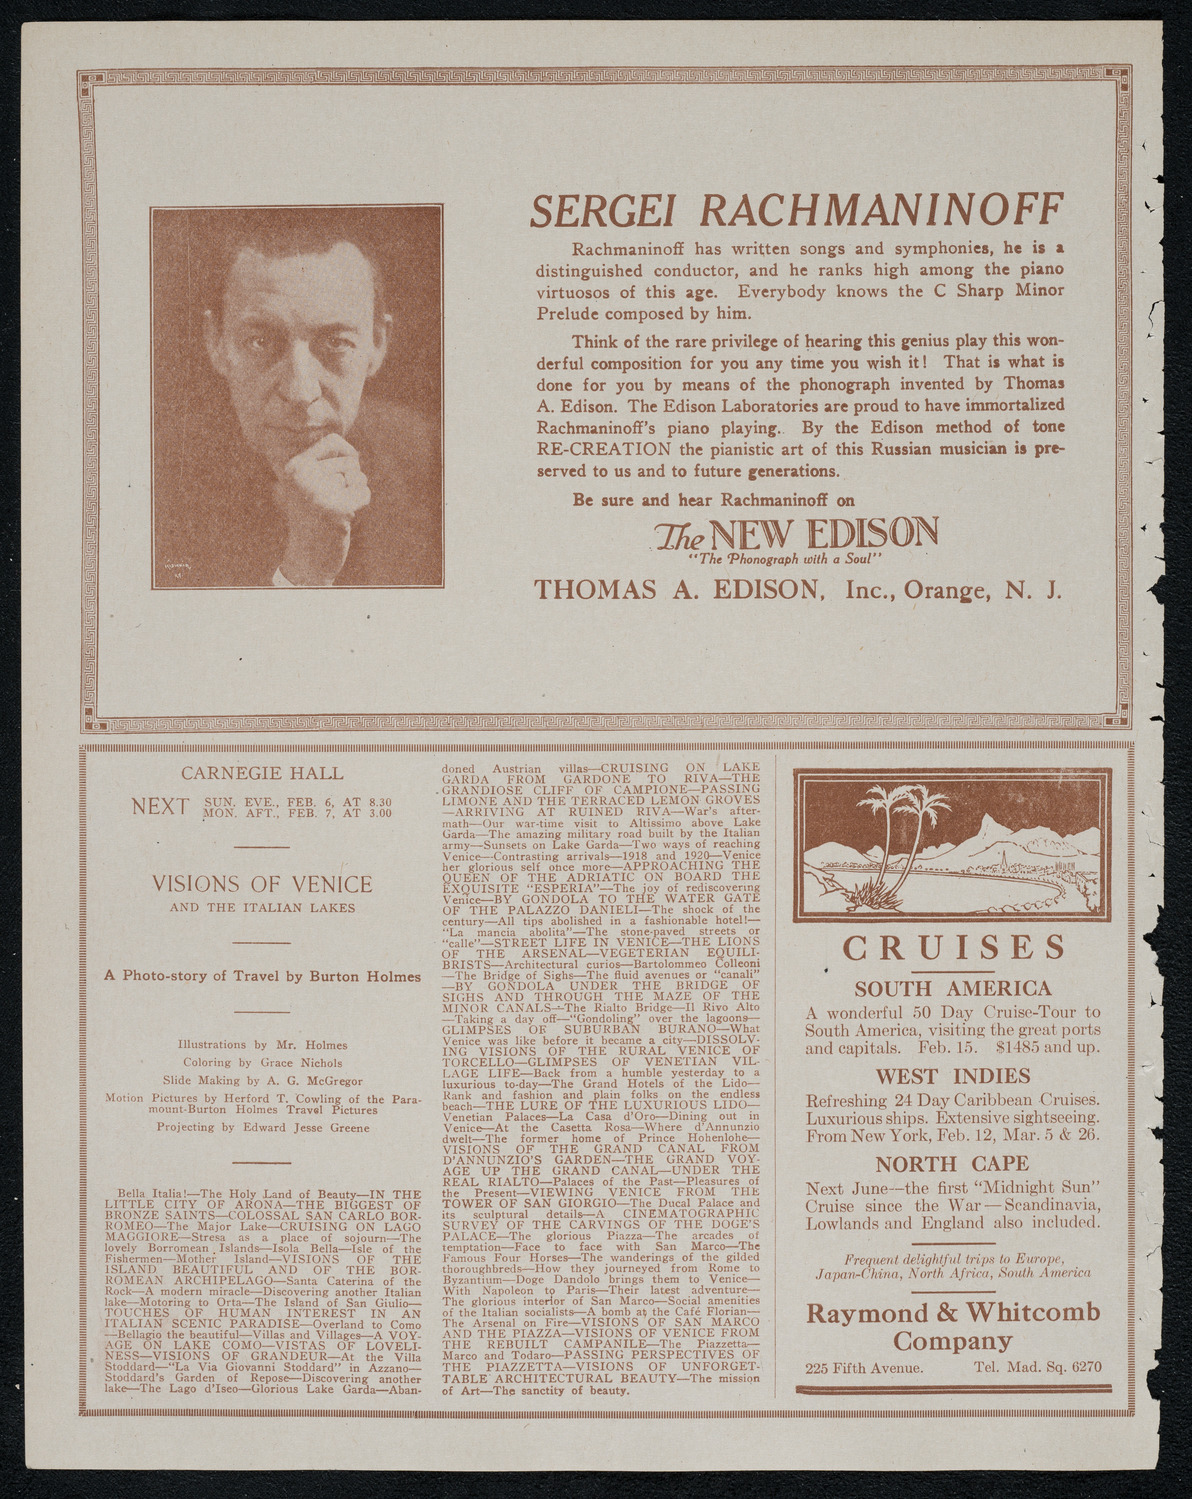 SERGEI RACHMANINOFF
Rachmaninoff has written songs and symphonies, he is a
distinguished conductor, and he ranks high among the piano
virtuosos of this age. Everybody knows the C Sharp Minor
Prelude composed by him.
Think of the rare privilege of hearing this genius play this won-
derful composition for you any time you wish it! That is what is
done for you by means of the phonograph invented by Thomas
A. Edison. The Edison Laboratories are proud to have immortalized
Rachmaninoff's piano playing. By the Edison method of tone
RE-CREATION the pianistic art of this Russian musician is pre-
served to us and to future generations.
Be sure and hear Rachmaninoff on
The NEW EDISON
"The Phonograph with a Soul"
THOMAS A. EDISON, Inc., Orange, N. J.
CARNEGIE HALL
NEXT SUN. EVE., FEB. 6, AT 8.30
MON. AFT., FEB. 7, AT 3.00
VISIONS OF VENICE
AND THE ITALIAN LAKES
A Photo-story of Travel by Burton Holmes
Illustrations by Mr. Holmes
Coloring by Grace Nichols
Slide Making by A. G. McGregor
Motion Pictures by Herford T. Cowling of the Para-
mount-Burton Holmes Travel Pictures
Projecting by Edward Jesse Greene
Bella Italia!—The Holy Land of Beauty—IN THE
LITTLE CITY OF ARONA—THE BIGGEST OF
BRONZE SAINTS—COLOSSAL SAN CARLO BOR-
ROMEO—The Major Lake—CRUISING ON LAGO
MAGGIORE—Stresa as a place of sojourn—The
lovely Borromean Islands—Isola Bella—Isle of the
Fishermen—Mother Island—VISIONS OF THE
ISLAND BEAUTIFUL AND OF THE BOR-
ROMEAN ARCHIPELAGO—Santa Caterina of the
Rock—A modern miracle—Discovering another Italian
lake—Motoring to Orta—The Island of San Giulio—
TOUCHES OF HUMAN INTEREST IN AN
ITALIAN SCENIC PARADISE—Overland to Como
—Bellagio the beautiful—Villas and Villages—A VOY-
AGE ON LAKE COMO—VISTAS OF LOVELI-
NESS—VISIONS OF GRANDEUR—At the Villa
Stoddard—"La Via Giovanni Stoddard" in Azzano—
Stoddard's Garden of Repose—Discovering another
lake—The Lago d'Iseo—Glorious Lake Garda—Aban-
doned Austrian villas—CRUISING ON LAKE
GARDA FROM GARDONE TO RIVA—THE
GRANDIOSE CLIFF OF CAMPIONE—PASSING
LIMONE AND THE TERRACED LEMON GROVES
—ARRIVING AT RUINED RIVA—War's after-
math—Our war-time visit to Altissimo above Lake
Garda—The amazing military road built by the Italian
army—Sunsets on Lake Garda—Two ways of reaching
Venice—Contrasting arrivals—1918 and 1920—Venice
her glorious self once more—APPROACHING THE
QUEEN OF THE ADRIATIC ON BOARD THE
EXQUISITE "ESPERIA"—The joy of rediscovering
Venice—BY GONDOLA TO THE WATER GATE
OF THE PALAZZO DANIELI—The shock of the
century—All tips abolished in a fashionable hotel!—
"La mancia abolita"—The stone-paved streets or
"calle"—STREET LIFE IN VENICE—THE LIONS
OF THE ARSENAL—VEGETERIAN EQUILI-
BRISTS—Architectural curios—Bartolommeo Colleoni
—The Bridge of Sighs—The fluid avenues or "canali"
—BY GONDOLA UNDER THE BRIDGE OF
SIGHS AND THROUGH THE MAZE OF THE
MINOR CANALS—The Rialto Bridge—Il Rivo Alto
—Taking a day off—"Gondoling" over the lagoons—
GLIMPSES OF SUBURBAN BURANO—What
Venice was like before it became a city—DISSOLV-
ING VISIONS OF THE RURAL VENICE OF
TORCELLO—GLIMPSES OF VENETIAN VIL-
LAGE LIFE—Back from a humble yesterday to a
luxurious to-day—The Grand Hotels of the Lido—
Rank and fashion and plain folks on the endless
beach—THE LURE OF THE LUXURIOUS LIDO—
Venetian Palaces—La Casa d'Oro—Dining out in
Venice—At the Casetta Rosa—Where d'Annunzio
dwelt—The former home of Prince Hohenlohe—
VISIONS OF THE GRAND CANAL FROM
D'ANNUNZIO'S GARDEN—THE GRAND VOY-
AGE UP THE GRAND CANAL—UNDER THE
REAL RIALTO—Palaces of the Past—Pleasures of
the Present—VIEWING VENICE FROM THE
TOWER OF SAN GIORGIO—The Ducal Palace and
its sculptural details—A CINEMATOGRAPHIC
SURVEY OF THE CARVINGS OF THE DOGE'S
PALACE—The glorious Piazza—The arcades of
temptation—Face to face with San Marco—The
Famous Four Horses—The wanderings of the gilded
thoroughbreds—How they journeyed from Rome to
Byzantium—Doge Dandolo brings them to Venice—
With Napoleon to Paris—Their latest adventure—
The glorious interior of San Marco—Social amenities
of the Italian socialists—A bomb at the Café Florian—
The Arsenal on Fire—VISIONS OF SAN MARCO
AND THE PIAZZA—VISIONS OF VENICE FROM
THE REBUILT CAMPANILE—The Piazzetta—
Marco and Todaro—PASSING PERSPECTIVES OF
THE PIAZZETTA—VISIONS OF UNFORGET-
TABLE ARCHITECTURAL BEAUTY—The mission
of Art—The sanctity of beauty.
CRUISES
SOUTH AMERICA
A wonderful 50 Day Cruise-Tour to
South America, visiting the great ports
and capitals. Feb. 15. $1485 and up.
WEST INDIES
Refreshing 24 Day Caribbean Cruises.
Luxurious ships. Extensive sightseeing.
From New York, Feb. 12, Mar. 5 & 26.
NORTH CAPE
Next June—the first "Midnight Sun"
Cruise since the War—Scandinavia,
Lowlands and England also included.
Frequent delightful trips to Europe,
Japan-China, North Africa, South America
Raymond & Whitcomb
Company
225 Fifth Avenue. Tel. Mad. Sq. 6270